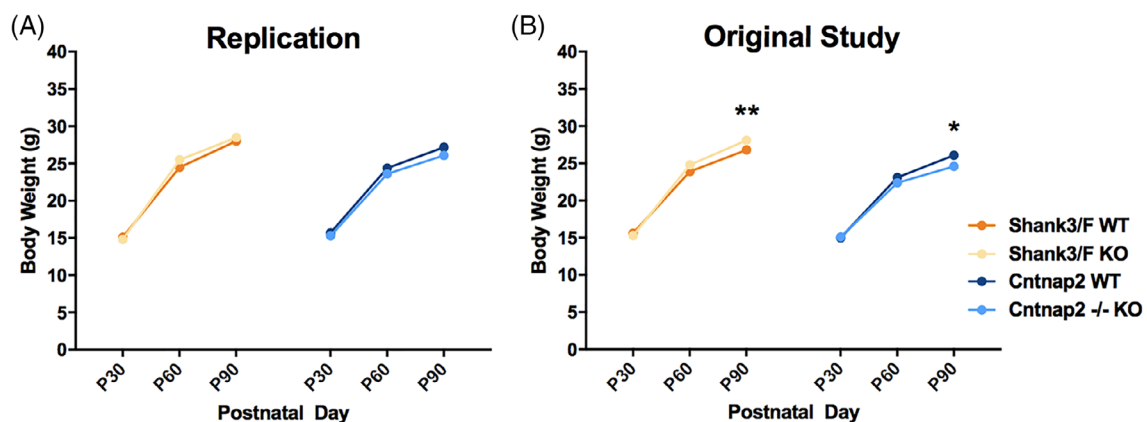 (A)
Replication
40
35
30
25
20
15
10
5
0
Body Weight (g)
P30
P60
P90
P30
P60
P90
Postnatal Day
(B)
Original Study
40
35
30
25
20
15
10
5
0
Body Weight (g)
**
*
P30
P60
P90
P30
P60
P90
Postnatal Day
Shank3/F WT
Shank3/F KO
Cntnap2 WT
Cntnap2 -/- KO